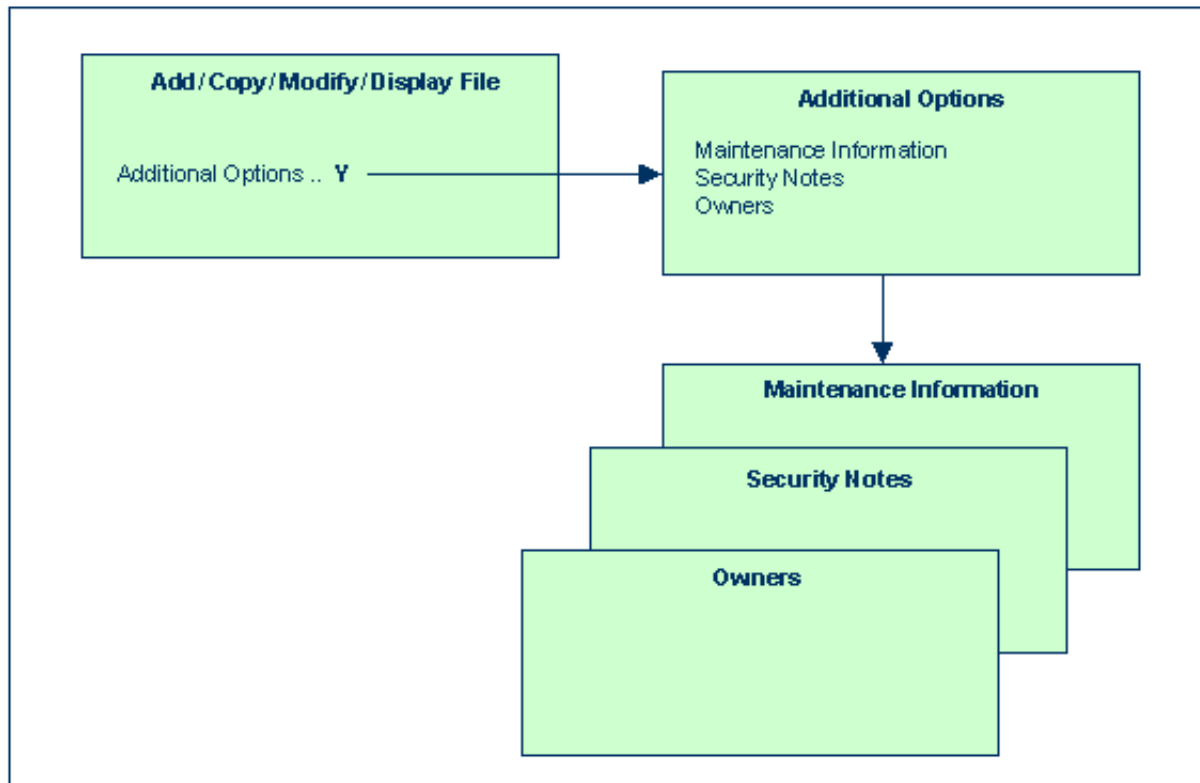 Add/Copy/Modify/Display File
Additional Options .. Y
Additional Options
Maintenance Information
Security Notes
Owners
Maintenance Information
Security Notes
Owners